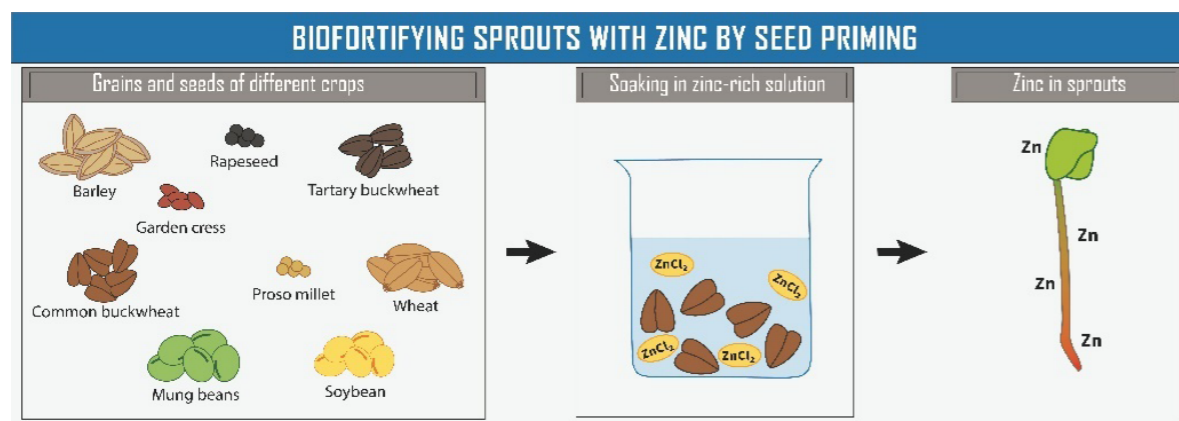 BIOFORTIFYING SPROUTS WITH ZINC BY SEED PRIMING
Grains and seeds of different crops
Barley
Rapeseed
Tartary buckwheat
Garden cress
Common buckwheat
Proso millet
Wheat
Mung beans
Soybean
Soaking in zinc-rich solution
ZnCl₂
ZnCl₂
ZnCl₂
ZnCl₂
Zinc in sprouts
Zn
Zn
Zn
Zn